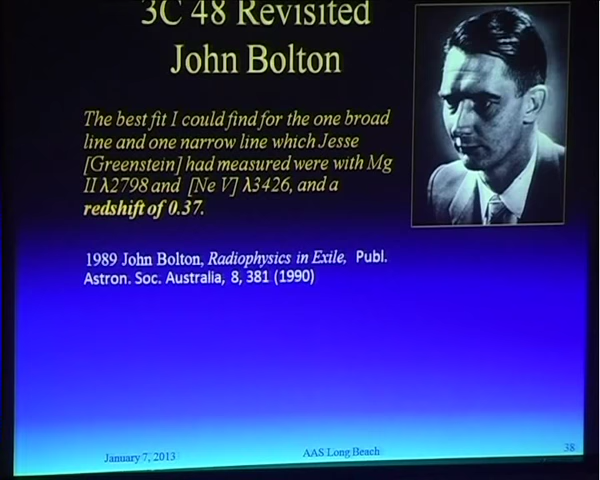 3C 48 Revisited
John Bolton
The best fit I could find for the one broad
line and one narrow line which Jesse
[Greenstein] had measured were with Mg
II λ2798 and [Ne V] λ3426, and a
redshift of 0.37.
1989 John Bolton, Radiophysics in Exile, Publ.
Astron. Soc. Australia, 8, 381 (1990)
January 7, 2013
AAS Long Beach
38